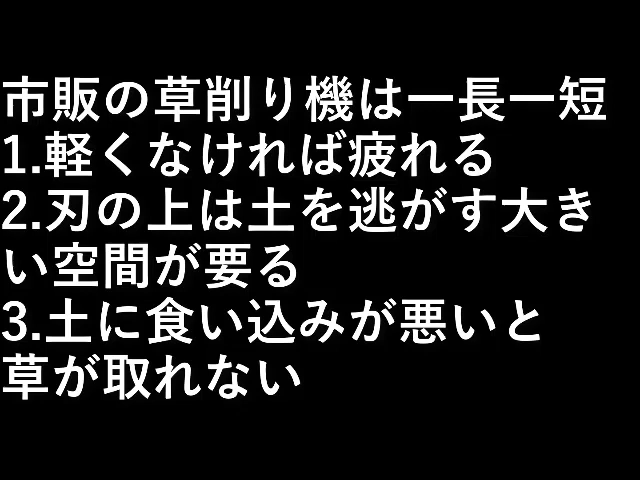 市販の草削り機は一長一短
1.軽くなければ疲れる
2.刃の上は土を逃がす大き
い空間が要る
3.土に食い込みが悪いと
草が取れない